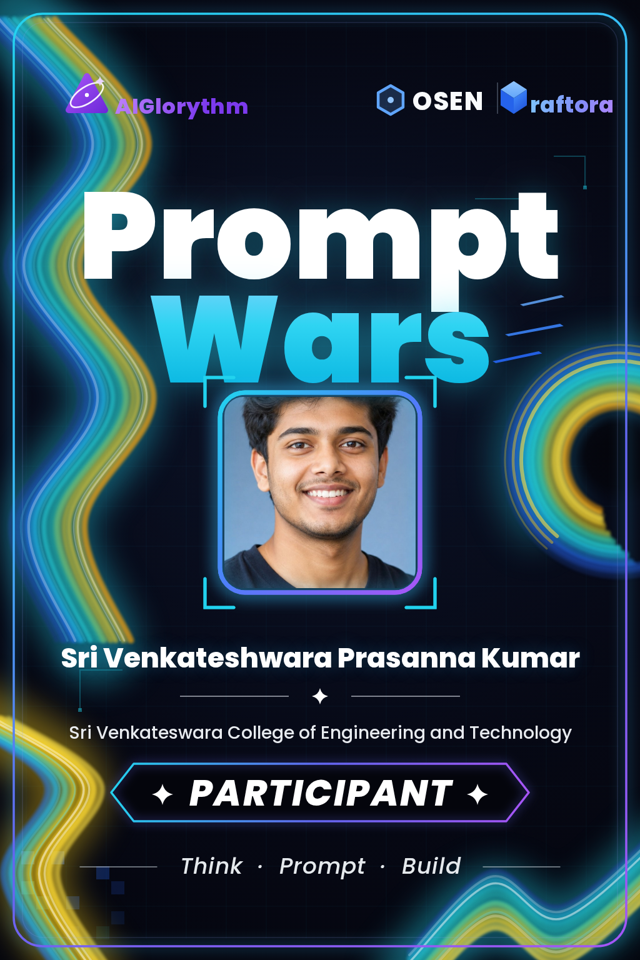 AIGlorythm
OSEN
raftora
Prompt
Wars
Sri Venkateshwara Prasanna Kumar
Sri Venkateswara College of Engineering and Technology
PARTICIPANT
Think · Prompt · Build